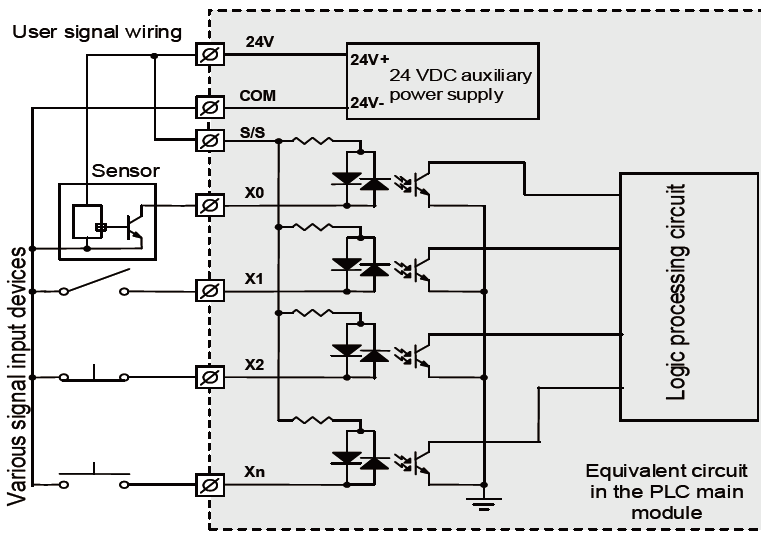 User signal wiring
24V
24V+
24 VDC auxiliary
power supply
COM
24V-
S/S
Sensor
X0
X1
X2
Xn
Various signal input devices
Logic processing circuit
Equivalent circuit
in the PLC main
module